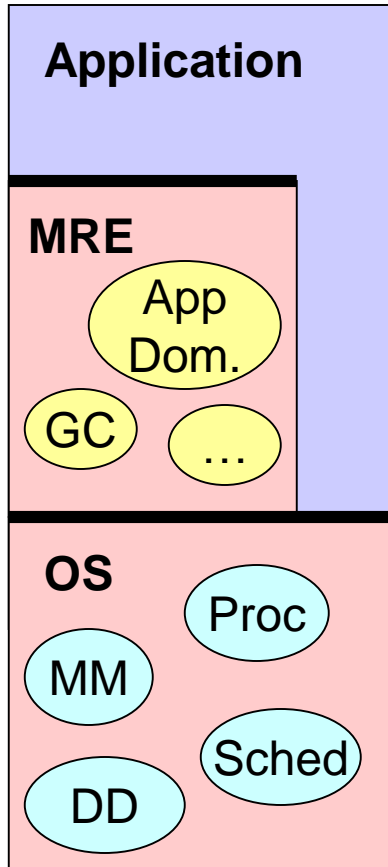 Application
MRE
App
Dom.
GC
…
OS
Proc
MM
Sched
DD